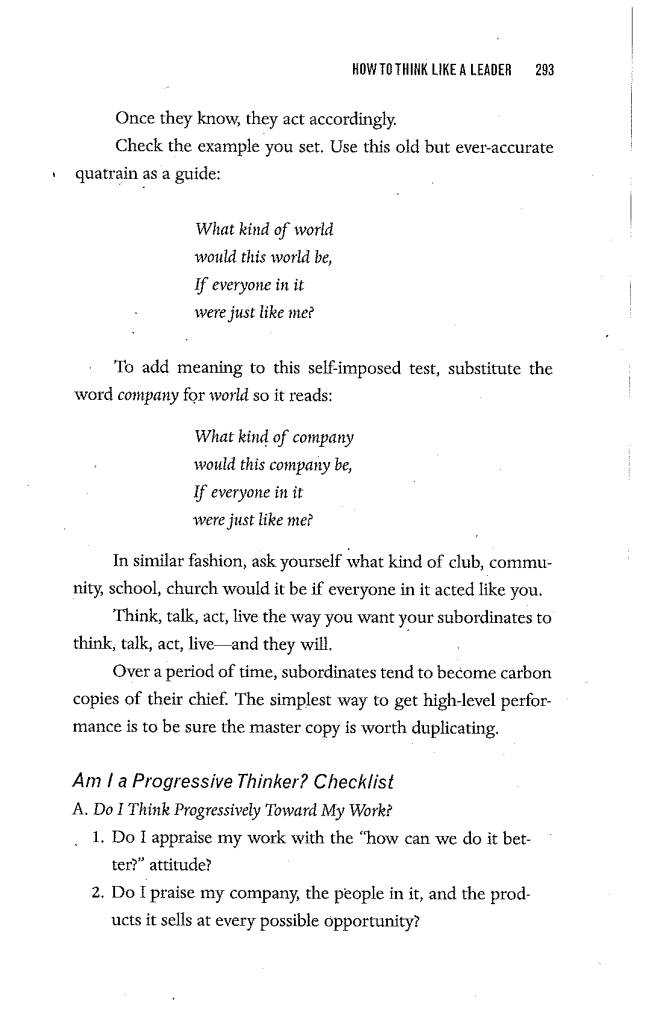 HOW TO THINK LIKE A LEADER 293
Once they know, they act accordingly.
Check the example you set. Use this old but ever-accurate
quatrain as a guide:
What kind of world
would this world be,
If everyone in it
were just like me?
To add meaning to this self-imposed test, substitute the
word company for world so it reads:
What kind of company
would this company be,
If everyone in it
were just like me?
In similar fashion, ask yourself what kind of club, commu-
nity, school, church would it be if everyone in it acted like you.
Think, talk, act, live the way you want your subordinates to
think, talk, act, live—and they will.
Over a period of time, subordinates tend to become carbon
copies of their chief. The simplest way to get high-level perfor-
mance is to be sure the master copy is worth duplicating.
Am I a Progressive Thinker? Checklist
A. Do I Think Progressively Toward My Work?
1. Do I appraise my work with the "how can we do it bet-
ter?" attitude?
2. Do I praise my company, the people in it, and the prod-
ucts it sells at every possible opportunity?